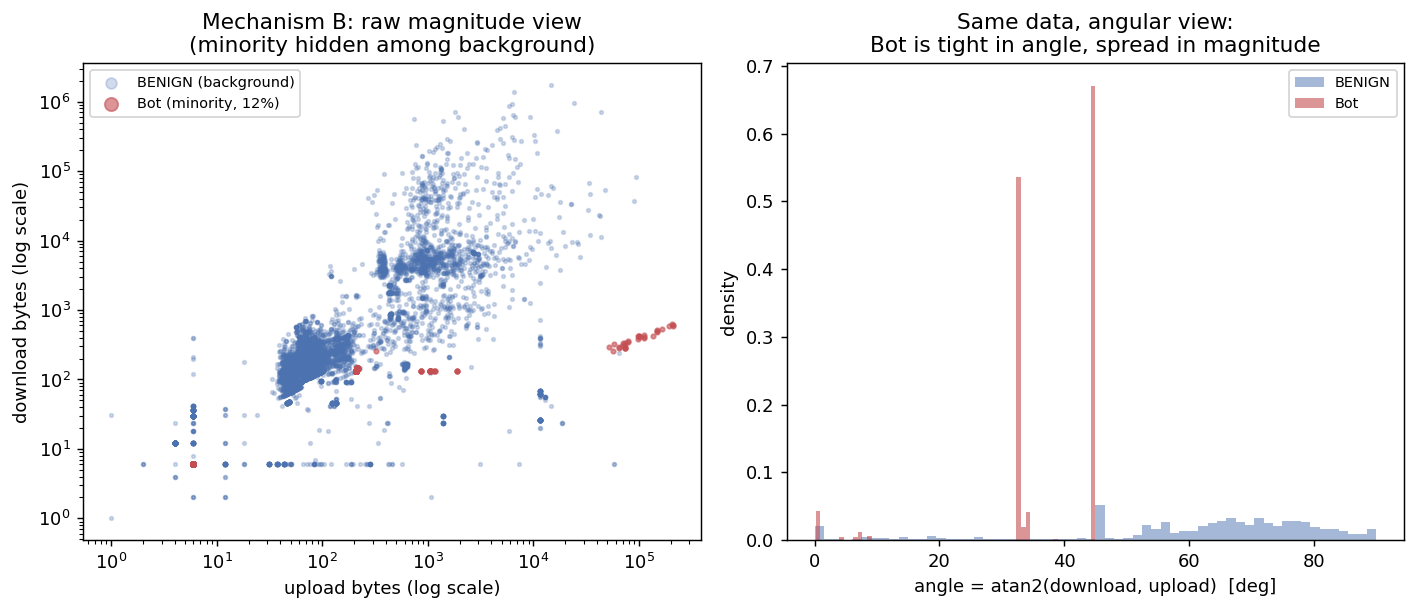 Mechanism B: raw magnitude view
(minority hidden among background)
BENIGN (background)
Bot (minority, 12%)
download bytes (log scale)
10^6
10^5
10^4
10^3
10^2
10^1
10^0
10^0 10^1 10^2 10^3 10^4 10^5
upload bytes (log scale)
Same data, angular view:
Bot is tight in angle, spread in magnitude
BENIGN
Bot
density
0.7
0.6
0.5
0.4
0.3
0.2
0.1
0.0
0 20 40 60 80
angle = atan2(download, upload) [deg]